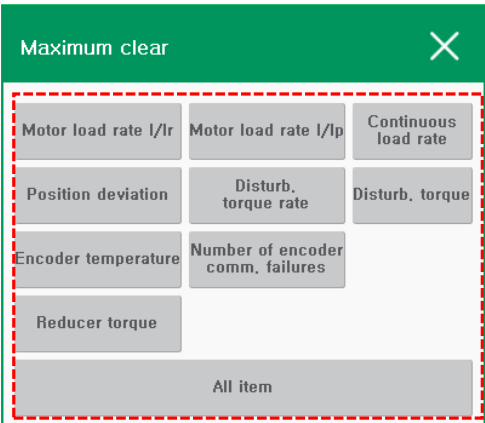 Maximum clear
Motor load rate I/Ir
Motor load rate I/Ip
Continuous
load rate
Position deviation
Disturb.
torque rate
Disturb. torque
Encoder temperature
Number of encoder
comm. failures
Reducer torque
All item